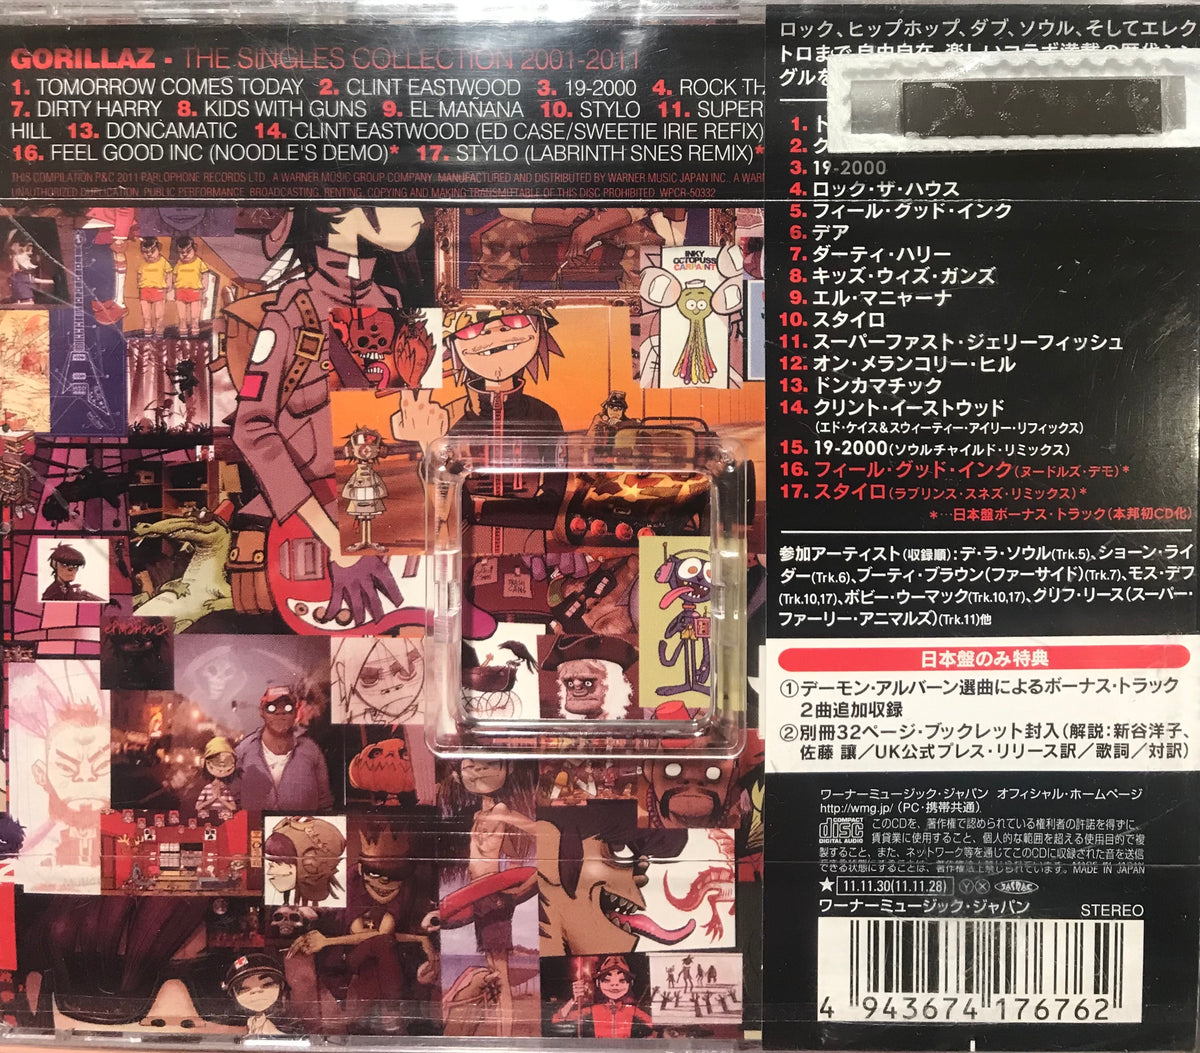 GORILLAZ - THE SINGLES COLLECTION 2001-2011
1. TOMORROW COMES TODAY 2. CLINT EASTWOOD 3. 19-2000 4. ROCK TH
7. DIRTY HARRY 8. KIDS WITH GUNS 9. EL MAÑANA 10. STYLO 11. SUPER
HILL 13. DONCAMATIC 14. CLINT EASTWOOD (ED CASE/SWEETIE IRIE REFIX)
16. FEEL GOOD INC (NOODLE'S DEMO)* 17. STYLO (LABRINTH SNES REMIX)*
THIS COMPILATION P&C 2011 PARLOPHONE RECORDS LTD., A WARNER MUSIC GROUP COMPANY. MANUFACTURED AND DISTRIBUTED BY WARNER MUSIC JAPAN INC., A WAR
UNAUTHORIZED DUPLICATION, PUBLIC PERFORMANCE, BROADCASTING, RENTING, COPYING AND MAKING TRANSMITTABLE OF THIS DISC PROHIBITED. WPCR-50332
INKY
OCTOPUSS
CARPAINT
ロック、ヒップホップ、ダブ、ソウル、そしてエレク
トロまで自由自在、楽しいコラボ満載の歴代シン
グルを
1. ト
2. ク
3. 19-2000
4. ロック・ザ・ハウス
5. フィール・グッド・インク
6. デア
7. ダーティ・ハリー
8. キッズ・ウィズ・ガンズ
9. エル・マニャーナ
10. スタイロ
11. スーパーファスト・ジェリーフィッシュ
12. オン・メランコリー・ヒル
13. ドンカマチック
14. クリント・イーストウッド
(エド・ケイス&スウィーティー・アイリー・リフィックス)
15. 19-2000(ソウルチャイルド・リミックス)
16. フィール・グッド・インク(ヌードルズ・デモ)*
17. スタイロ(ラブリンス・スネズ・リミックス)*
*…日本盤ボーナス・トラック(本邦初CD化)
参加アーティスト(収録順):デ・ラ・ソウル(Trk.5)、ショーン・ライ
ダー(Trk.6)、ブーティ・ブラウン(ファーサイド)(Trk.7)、モス・デフ
(Trk.10,17)、ボビー・ウーマック(Trk.10,17)、グリフ・リース(スーパー・
ファーリー・アニマルズ)(Trk.11)他
日本盤のみ特典
①デーモン・アルバーン選曲によるボーナス・トラック
2曲追加収録
②別冊32ページ・ブックレット封入(解説:新谷洋子、
佐藤 讓/UK公式プレス・リリース訳/歌詞/対訳)
ワーナーミュージック・ジャパン オフィシャル・ホームページ
http://wmg.jp/ (PC・携帯共通)
COMPACT disc DIGITAL AUDIO
このCDを、著作権で認められている権利者の許諾を得ずに、
賃貸業に使用すること、個人的な範囲を超える使用目的で複
製すること、また、ネットワーク等を通じてこのCDに収録された音を送信
できる状態にすることは、著作権法上禁じられています。 MADE IN JAPAN
★ 11.11.30(11.11.28) Y X JASRAC
ワーナーミュージック・ジャパン
STEREO
4 943674 176762